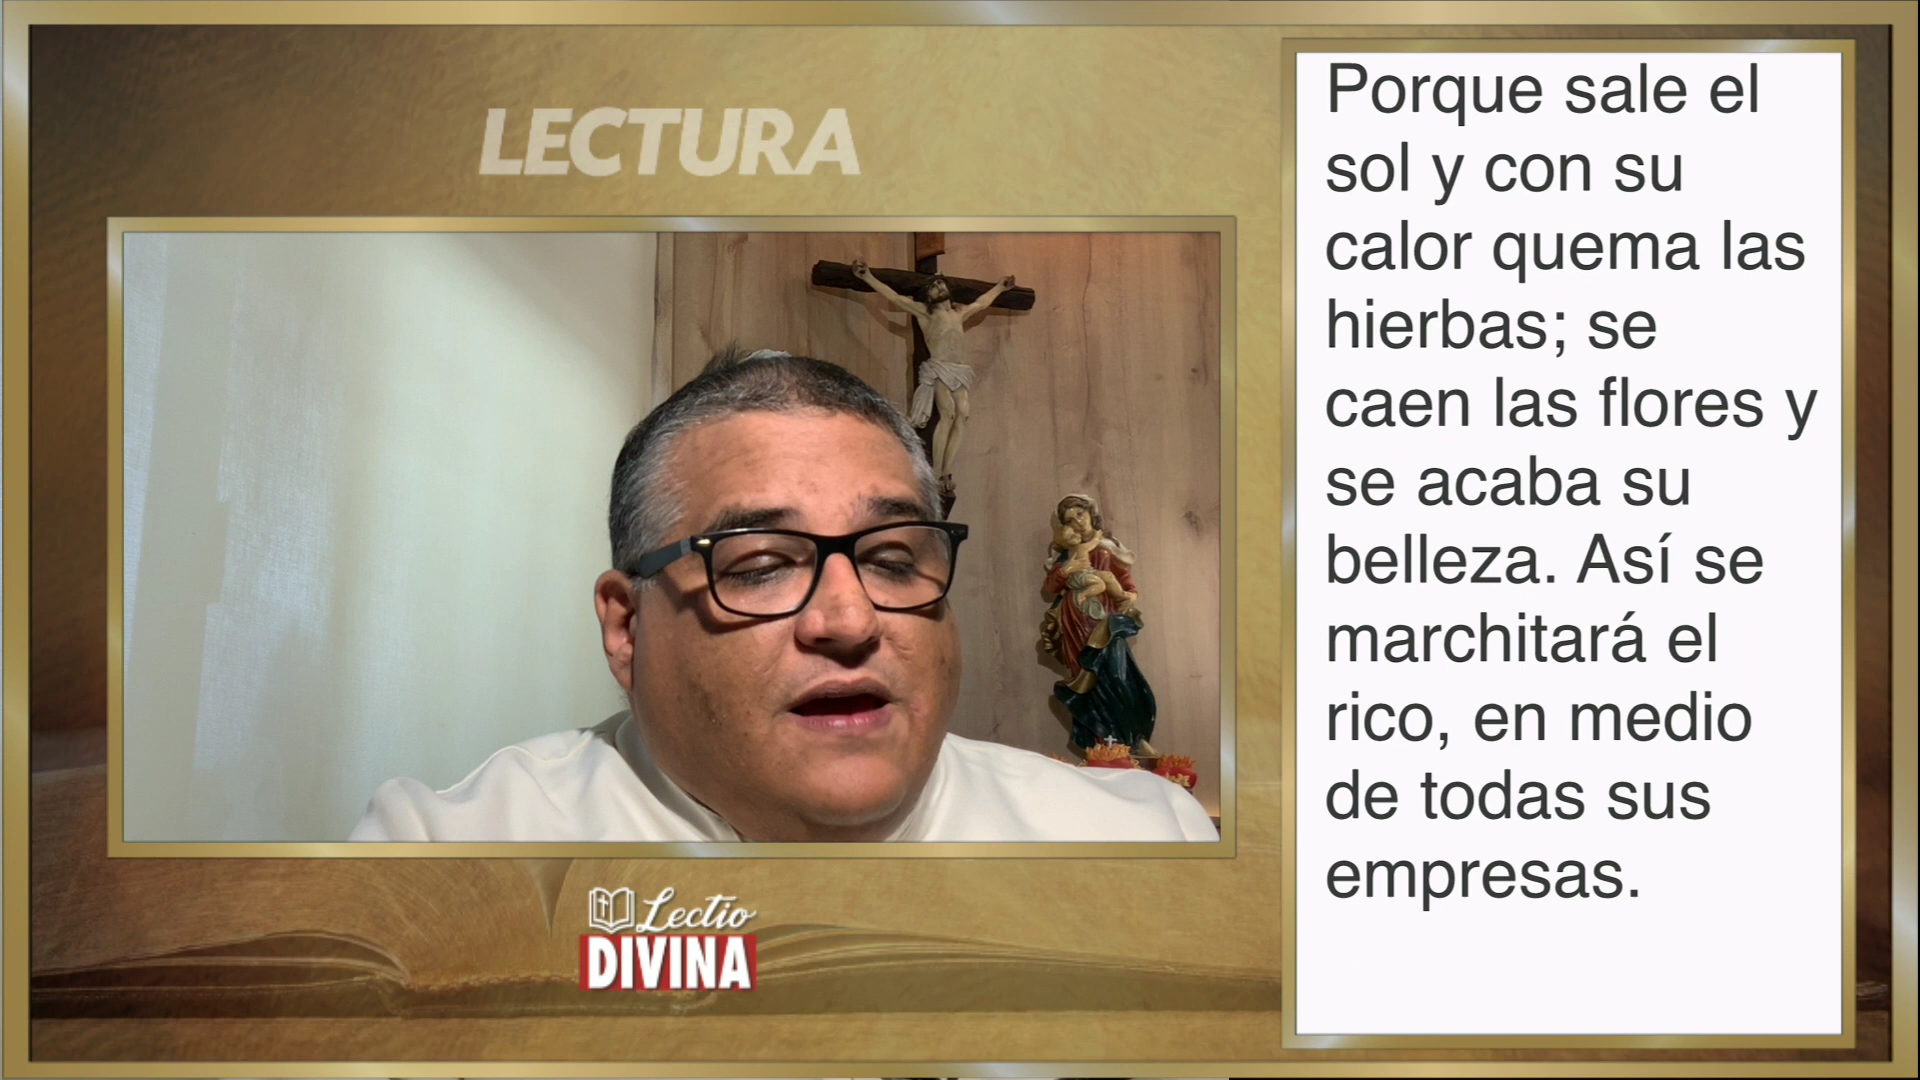 LECTURA
Porque sale el
sol y con su
calor quema las
hierbas; se
caen las flores y
se acaba su
belleza. Así se
marchitará el
rico, en medio
de todas sus
empresas.
Lectio
DIVINA